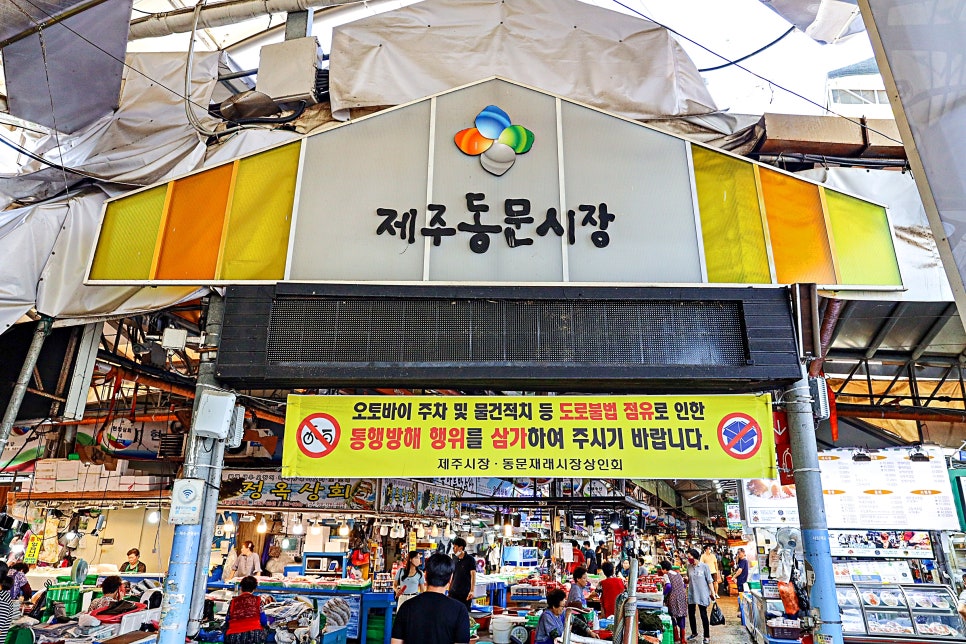 제주동문시장
오토바이 주차 및 물건적치 등 도로불법 점유로 인한
통행방해 행위를 삼가하여 주시기 바랍니다.
제주시장 · 동문재래시장상인회
정옥상회